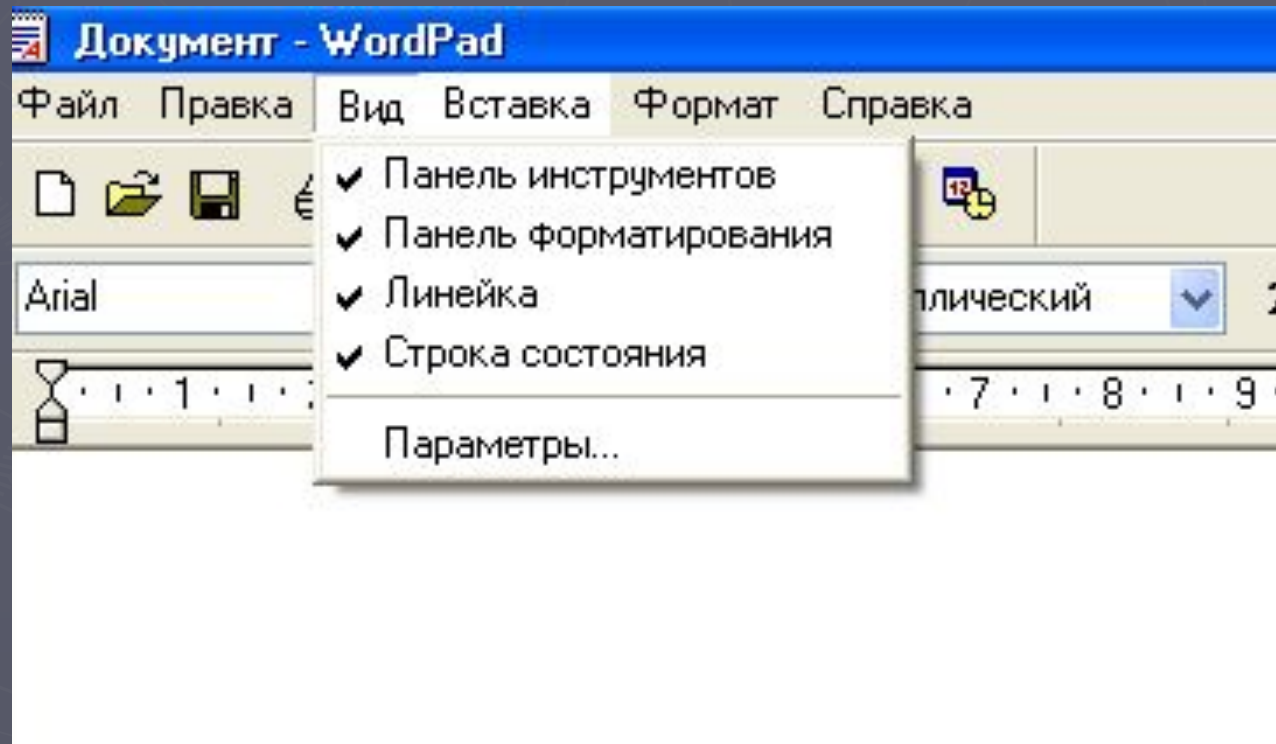 Документ - WordPad
Файл Правка Вид Вставка Формат Справка
Панель инструментов
Панель форматирования
Arial
Линейка
Строка состояния
1 7 8 9
Параметры...